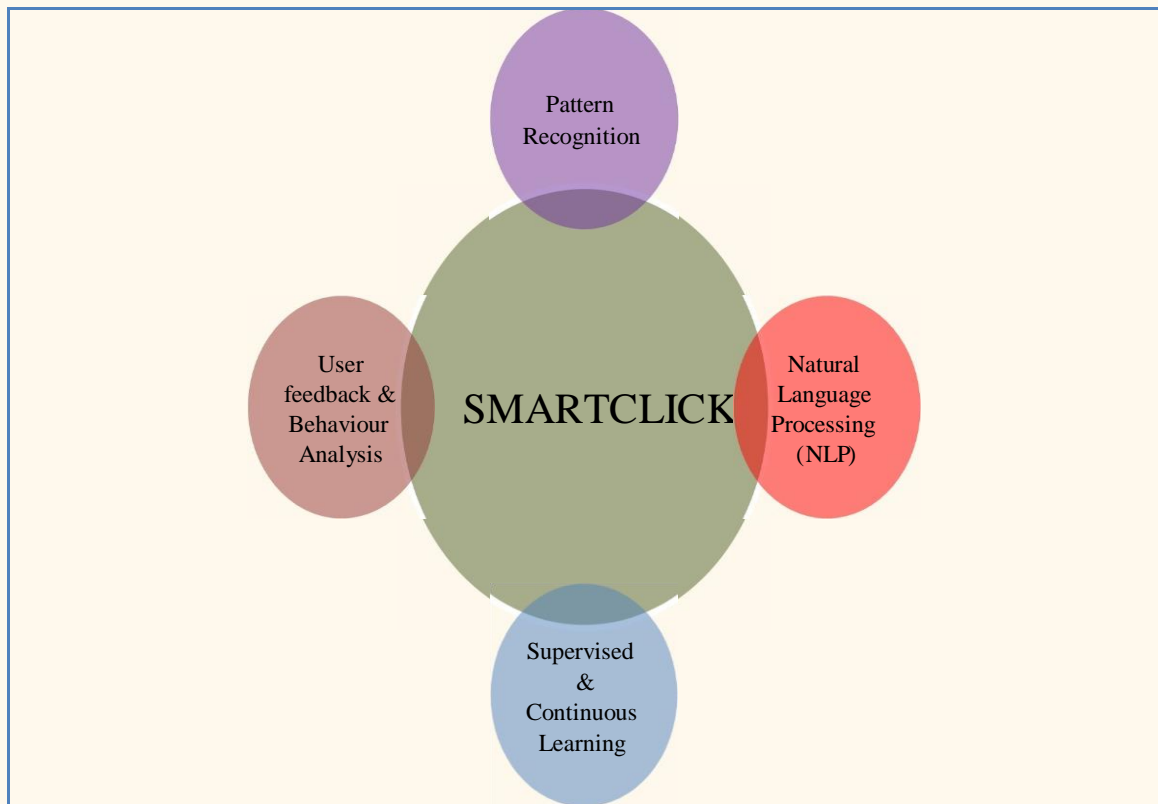 Pattern
Recognition
User
feedback &
Behaviour
Analysis
SMARTCLICK
Natural
Language
Processing
(NLP)
Supervised
&
Continuous
Learning